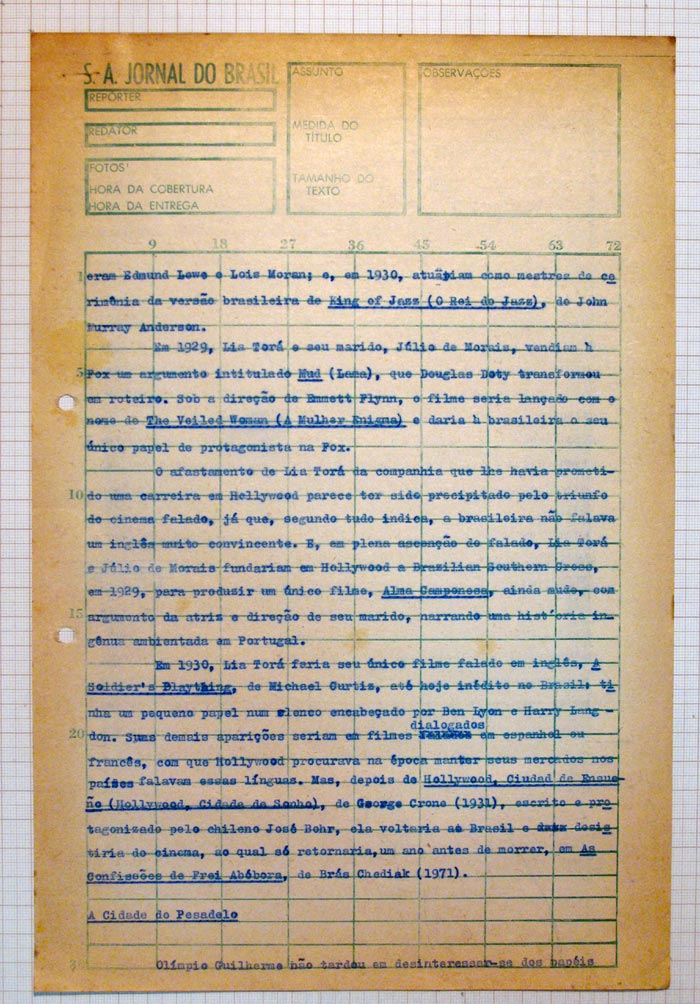 S. A. JORNAL DO BRASIL
REPÓRTER
REDATOR
FOTOS
HORA DA COBERTURA
HORA DA ENTREGA
ASSUNTO
MEDIDA DO
TÍTULO
TAMANHO DO
TEXTO
OBSERVAÇÕES
9 18 27 36 45 54 63 72
1 eram Edmund Lowe e Lois Moran; e, em 1930, atuariam como mestres de ce
rimônia da versão brasileira de King of Jazz (O Rei do Jazz), de John
Murray Anderson.
Em 1929, Lia Torá e seu marido, Júlio de Morais, vendiam à
5 Fox um argumento intitulado Mud (Lama), que Douglas Doty transformou
em roteiro. Sob a direção de Emmett Flynn, o filme seria lançado com o
nome de The Veiled Woman (A Mulher Enigma) e daria à brasileira o seu
único papel de protagonista na Fox.
O afastamento de Lia Torá da companhia que lhe havia prometi-
10 do uma carreira em Hollywood parece ter sido precipitado pelo triunfo
do cinema falado, já que, segundo tudo indica, a brasileira não falava
um inglês muito convincente. E, em plena ascenção do falado, Lia Torá
e Júlio de Morais fundariam em Hollywood a Brazilian Southern Cross,
em 1929, para produzir um único filme, Alma Camponesa, ainda mudo, com
15 argumento da atriz e direção de seu marido, narrando uma história in-
gênua ambientada em Portugal.
Em 1930, Lia Torá faria seu único filme falado em inglês, A
Soldier's Plaything, de Michael Curtiz, até hoje inédito no Brasil: ti
nha um pequeno papel num elenco encabeçado por Ben Lyon e Harry Lang-
dialogados
20 don. Suas demais aparições seriam em filmes em espanhol ou
francês, com que Hollywood procurava na época manter seus mercados nos
países falavam essas línguas. Mas, depois de Hollywood, Ciudad de Ensue-
ño (Hollywood, Cidade de Sonho), de George Crone (1931), escrito e pro
tagonizado pelo chileno José Bohr, ela voltaria ao Brasil e desis
tiria do cinema, ao qual só retornaria, um ano antes de morrer, em As
Confissões de Frei Abóbora, de Brás Chediak (1971).
A Cidade do Pesadelo
30 Olímpio Guilherme não tardou em desinteressar-se dos papéis